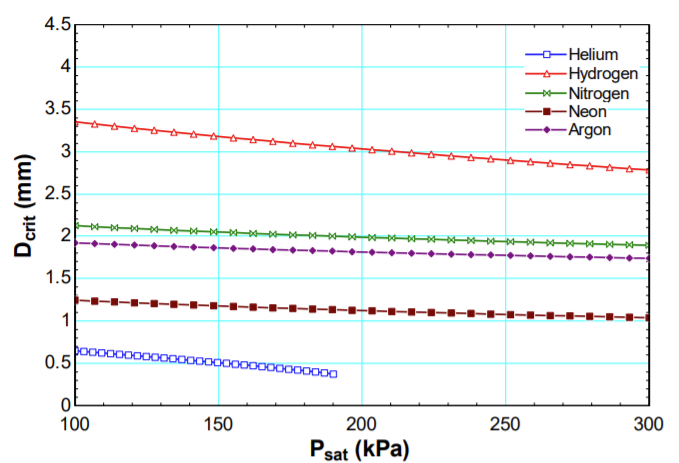 4.5
4
3.5
3
2.5
2
1.5
1
0.5
0
D_crit (mm)
Helium
Hydrogen
Nitrogen
Neon
Argon
100
150
200
250
300
P_sat (kPa)